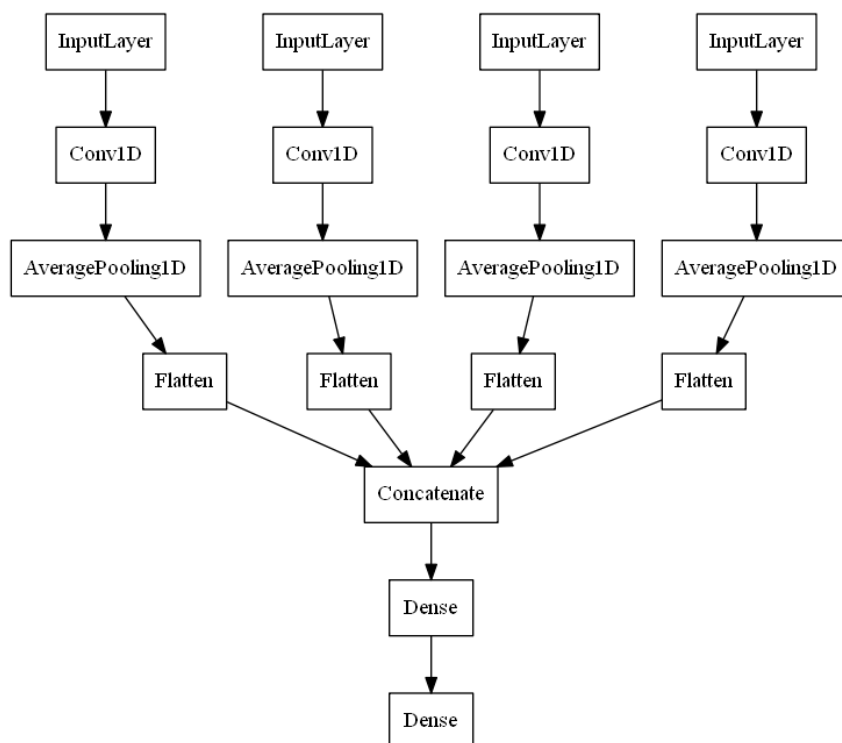 InputLayer
InputLayer
InputLayer
InputLayer
Conv1D
Conv1D
Conv1D
Conv1D
AveragePooling1D
AveragePooling1D
AveragePooling1D
AveragePooling1D
Flatten
Flatten
Flatten
Flatten
Concatenate
Dense
Dense